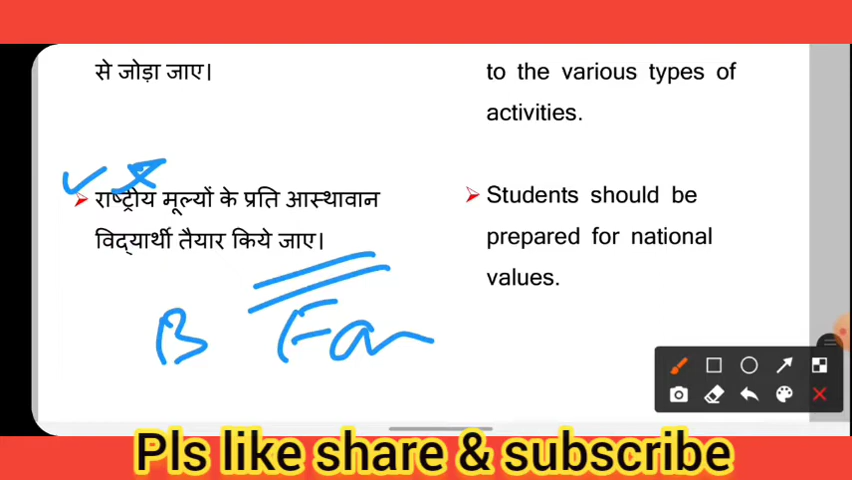 से जोड़ा जाए।
राष्ट्रीय मूल्यों के प्रति आस्थावान
विद्यार्थी तैयार किये जाए।
B
to the various types of
activities.
Students should be
prepared for national
values.
Pls like share & subscribe